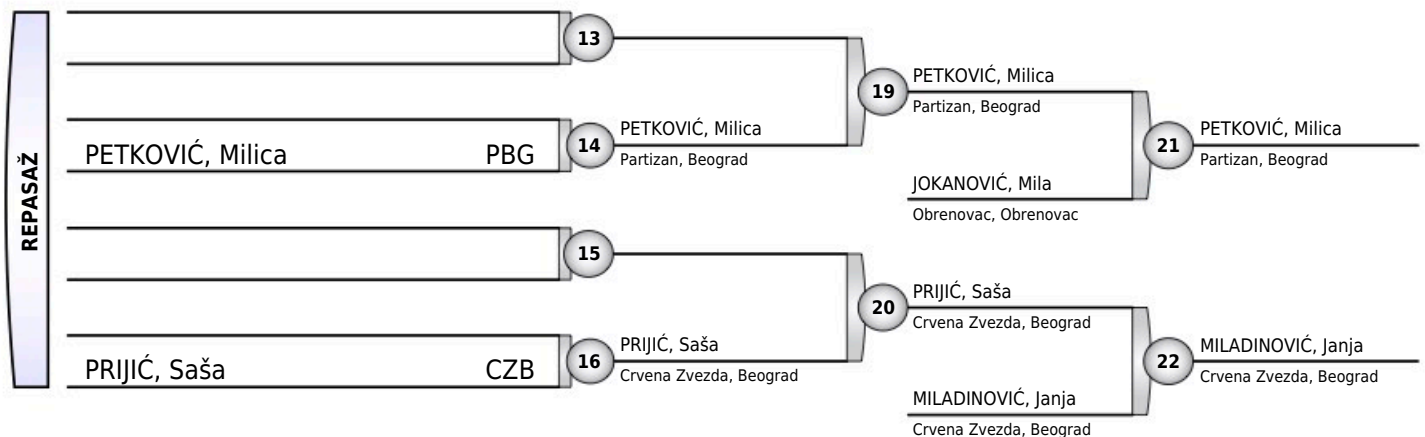 REPASAŽ
13
PETKOVIĆ, Milica PBG
14
PETKOVIĆ, Milica
Partizan, Beograd
15
PRIJIĆ, Saša CZB
16
PRIJIĆ, Saša
Crvena Zvezda, Beograd
19
PETKOVIĆ, Milica
Partizan, Beograd
JOKANOVIĆ, Mila
Obrenovac, Obrenovac
20
PRIJIĆ, Saša
Crvena Zvezda, Beograd
MILADINOVIĆ, Janja
Crvena Zvezda, Beograd
21
PETKOVIĆ, Milica
Partizan, Beograd
22
MILADINOVIĆ, Janja
Crvena Zvezda, Beograd